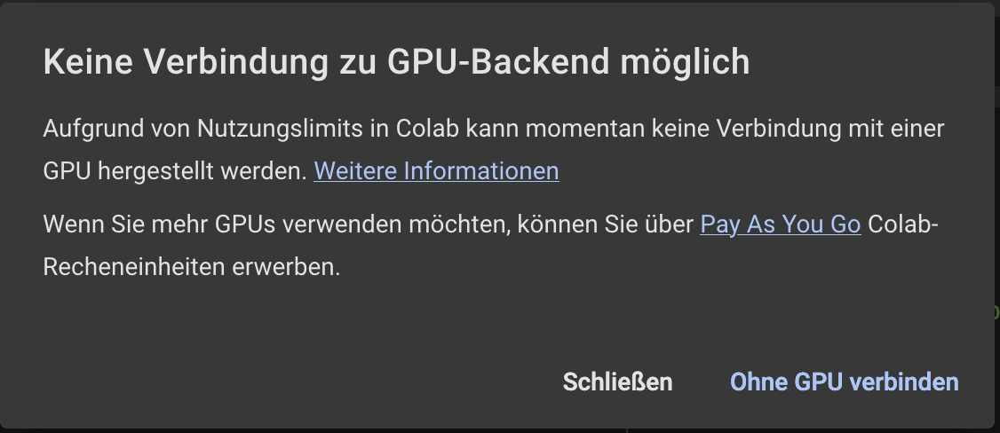 Keine Verbindung zu GPU-Backend möglich
Aufgrund von Nutzungslimits in Colab kann momentan keine Verbindung mit einer
GPU hergestellt werden. Weitere Informationen
Wenn Sie mehr GPUs verwenden möchten, können Sie über Pay As You Go Colab-
Recheneinheiten erwerben.
Schließen Ohne GPU verbinden